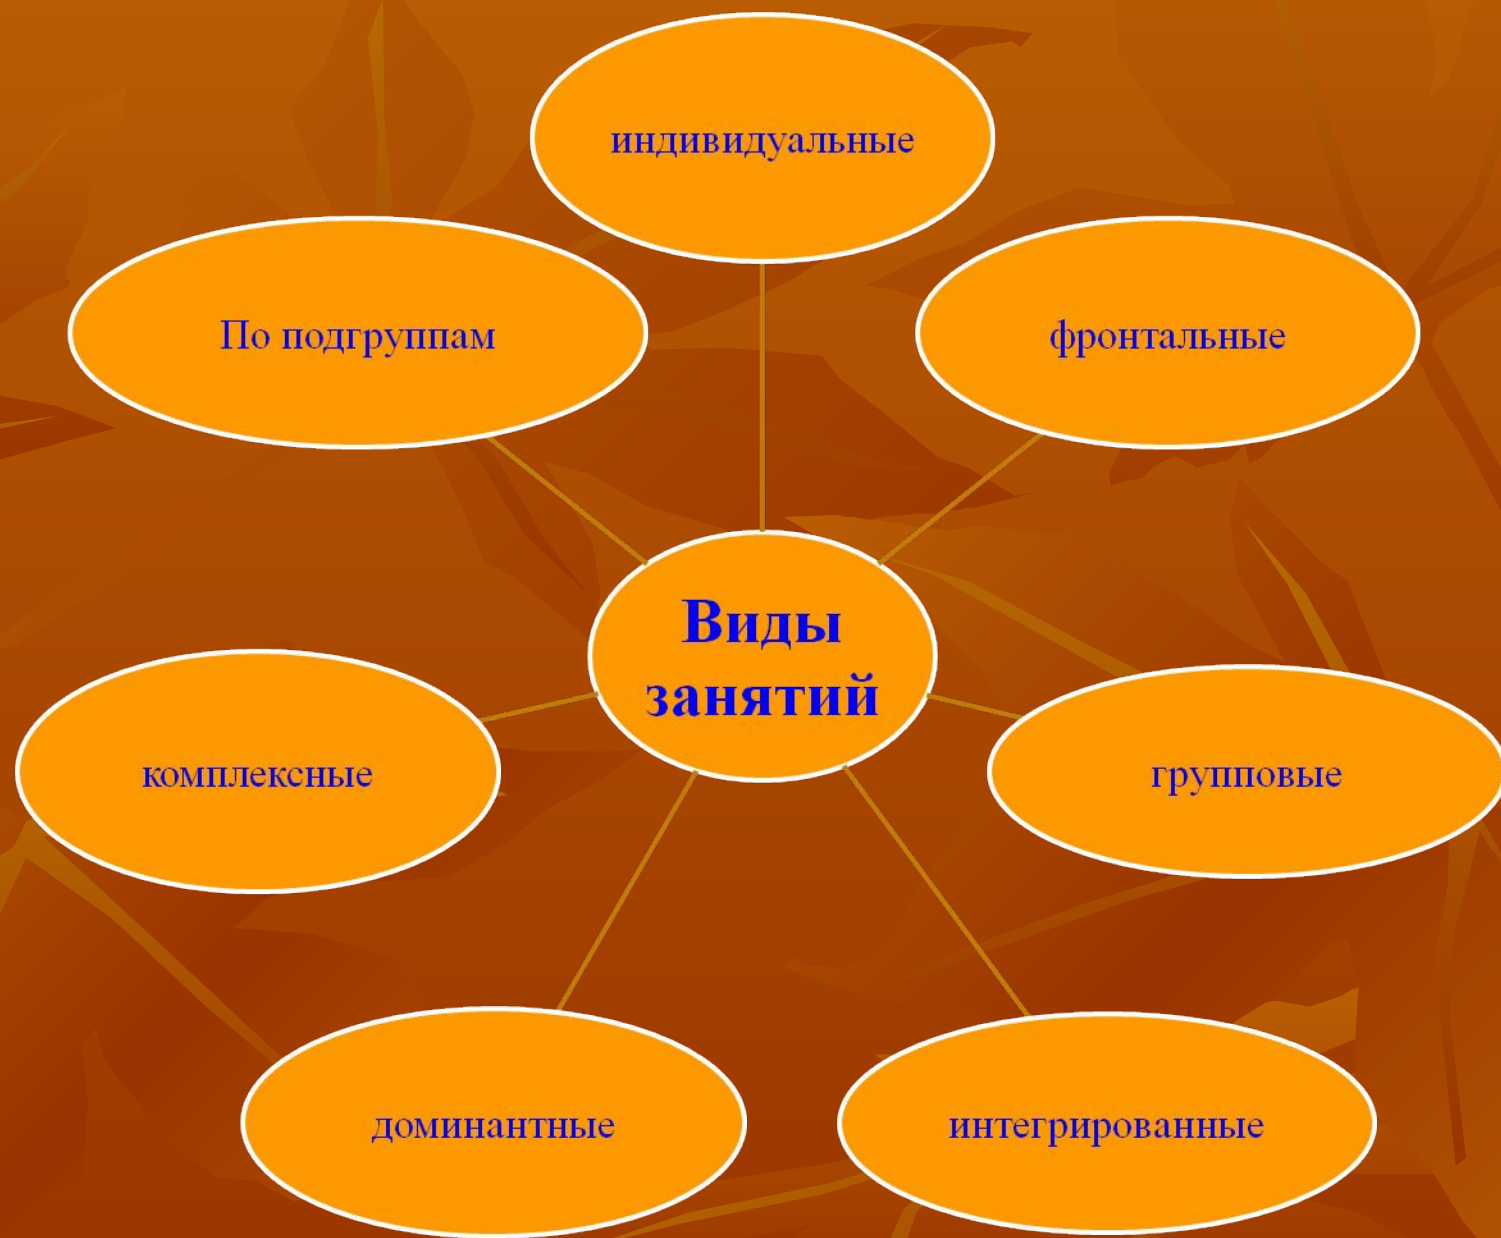 индивидуальные
По подгруппам
фронтальные
Виды
занятий
комплексные
групповые
доминантные
интегрированные